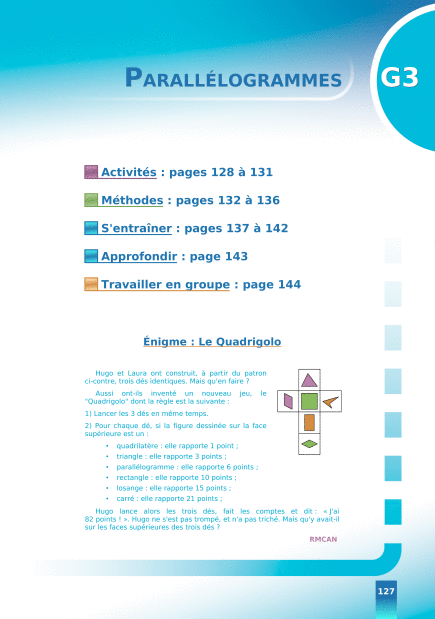 PARALLÉLOGRAMMES
G3
Activités : pages 128 à 131
Méthodes : pages 132 à 136
S'entraîner : pages 137 à 142
Approfondir : page 143
Travailler en groupe : page 144
Énigme : Le Quadrigolo
Hugo et Laura ont construit, à partir du patron
ci-contre, trois dés identiques. Mais qu'en faire ?
Aussi ont-ils inventé un nouveau jeu, le
"Quadrigolo" dont la règle est la suivante :
1) Lancer les 3 dés en même temps.
2) Pour chaque dé, si la figure dessinée sur la face
supérieure est un :
• quadrilatère : elle rapporte 1 point ;
• triangle : elle rapporte 3 points ;
• parallélogramme : elle rapporte 6 points ;
• rectangle : elle rapporte 10 points ;
• losange : elle rapporte 15 points ;
• carré : elle rapporte 21 points ;
Hugo lance alors les trois dés, fait les comptes et dit : « J'ai
82 points ! ». Hugo ne s'est pas trompé, et n'a pas triché. Mais qu'y avait-il
sur les faces supérieures des trois dés ?
RMCAN
127